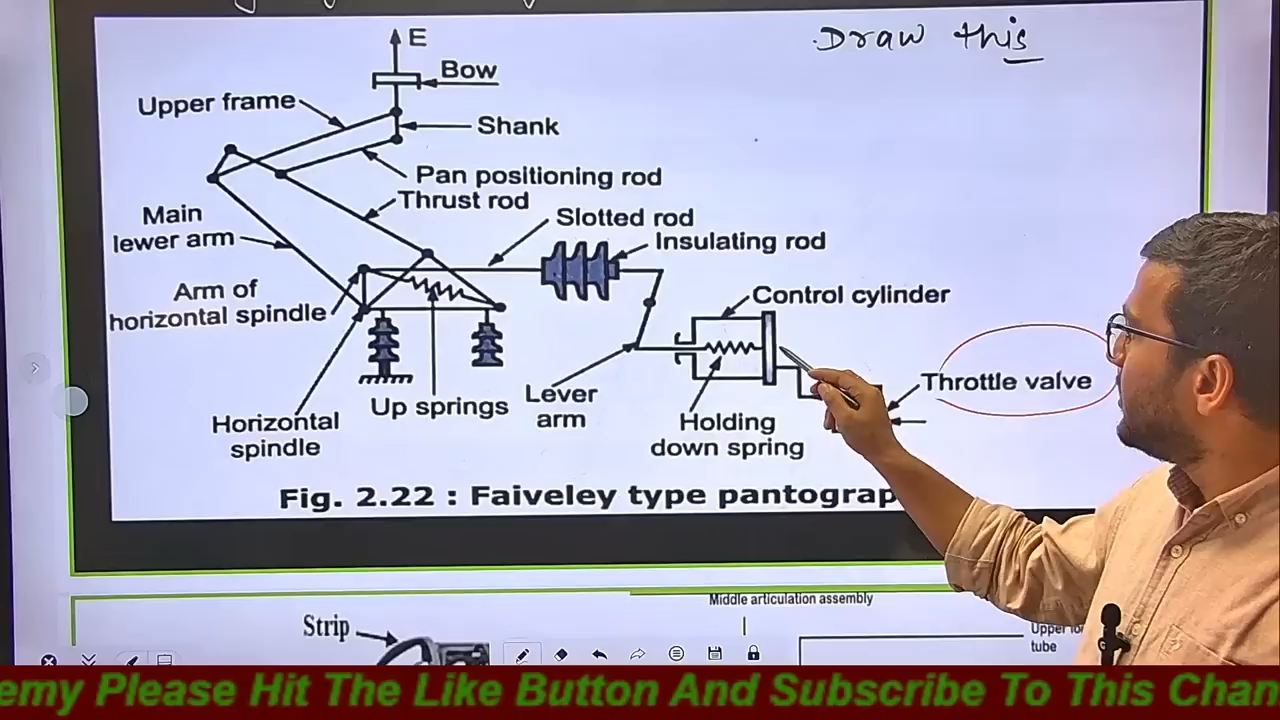 Draw this
E
Bow
Upper frame
Shank
Pan positioning rod
Thrust rod
Main
lewer arm
Slotted rod
Insulating rod
Arm of
horizontal spindle
Control cylinder
Throttle valve
Up springs
Lever
arm
Horizontal
spindle
Holding
down spring
Fig. 2.22 : Faiveley type pantograp
Middle articulation assembly
Strip
tube
emy Please Hit The Like Button And Subscribe To This Chan